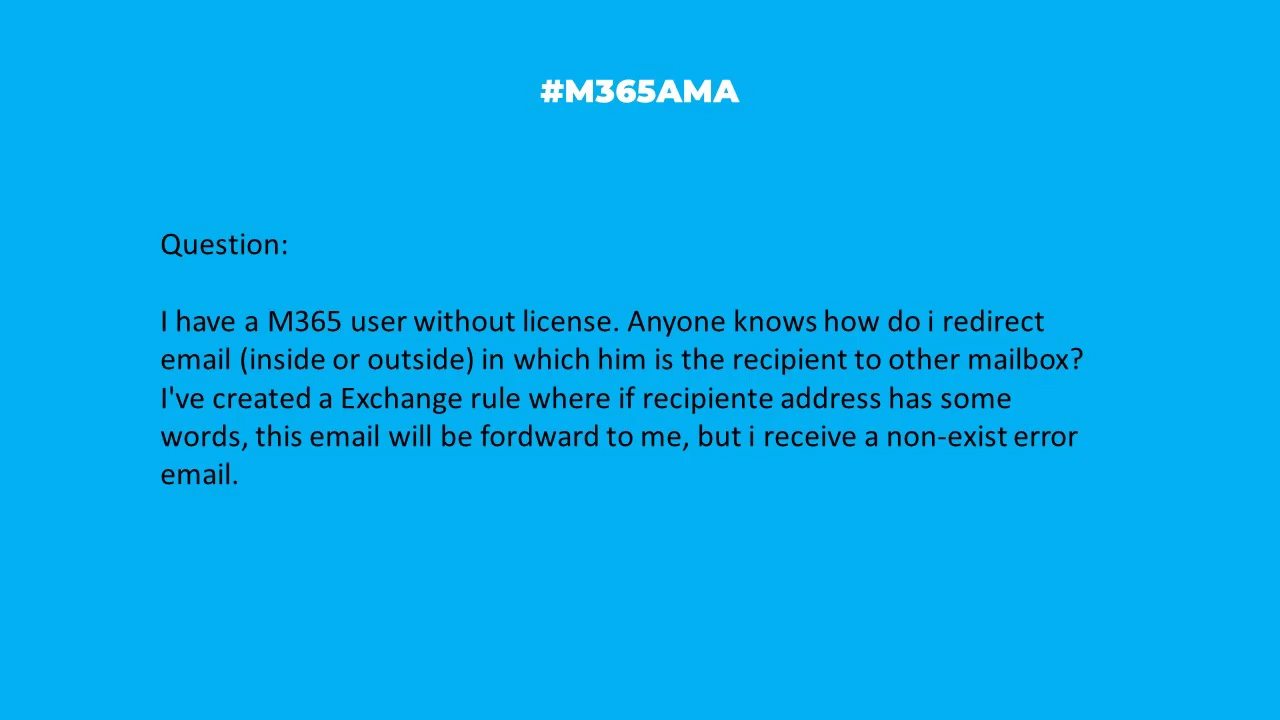 #M365AMA
Question:
I have a M365 user without license. Anyone knows how do i redirect
email (inside or outside) in which him is the recipient to other mailbox?
I've created a Exchange rule where if recipiente address has some
words, this email will be fordward to me, but i receive a non-exist error
email.